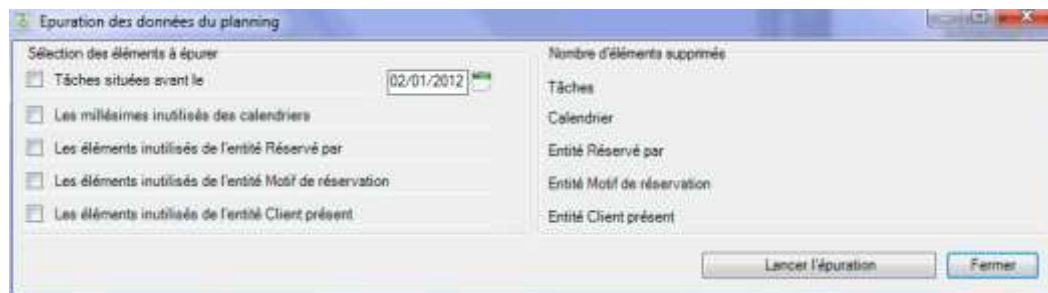 Epuration des données du planning
Sélection des éléments à épurer
Tâches situées avant le 02/01/2012
Les millésimes inutilisés des calendriers
Les éléments inutilisés de l'entité Réservé par
Les éléments inutilisés de l'entité Motif de réservation
Les éléments inutilisés de l'entité Client présent
Nombre d'éléments supprimés
Tâches
Calendrier
Entité Réservé par
Entité Motif de réservation
Entité Client présent
Lancer l'épuration
Fermer